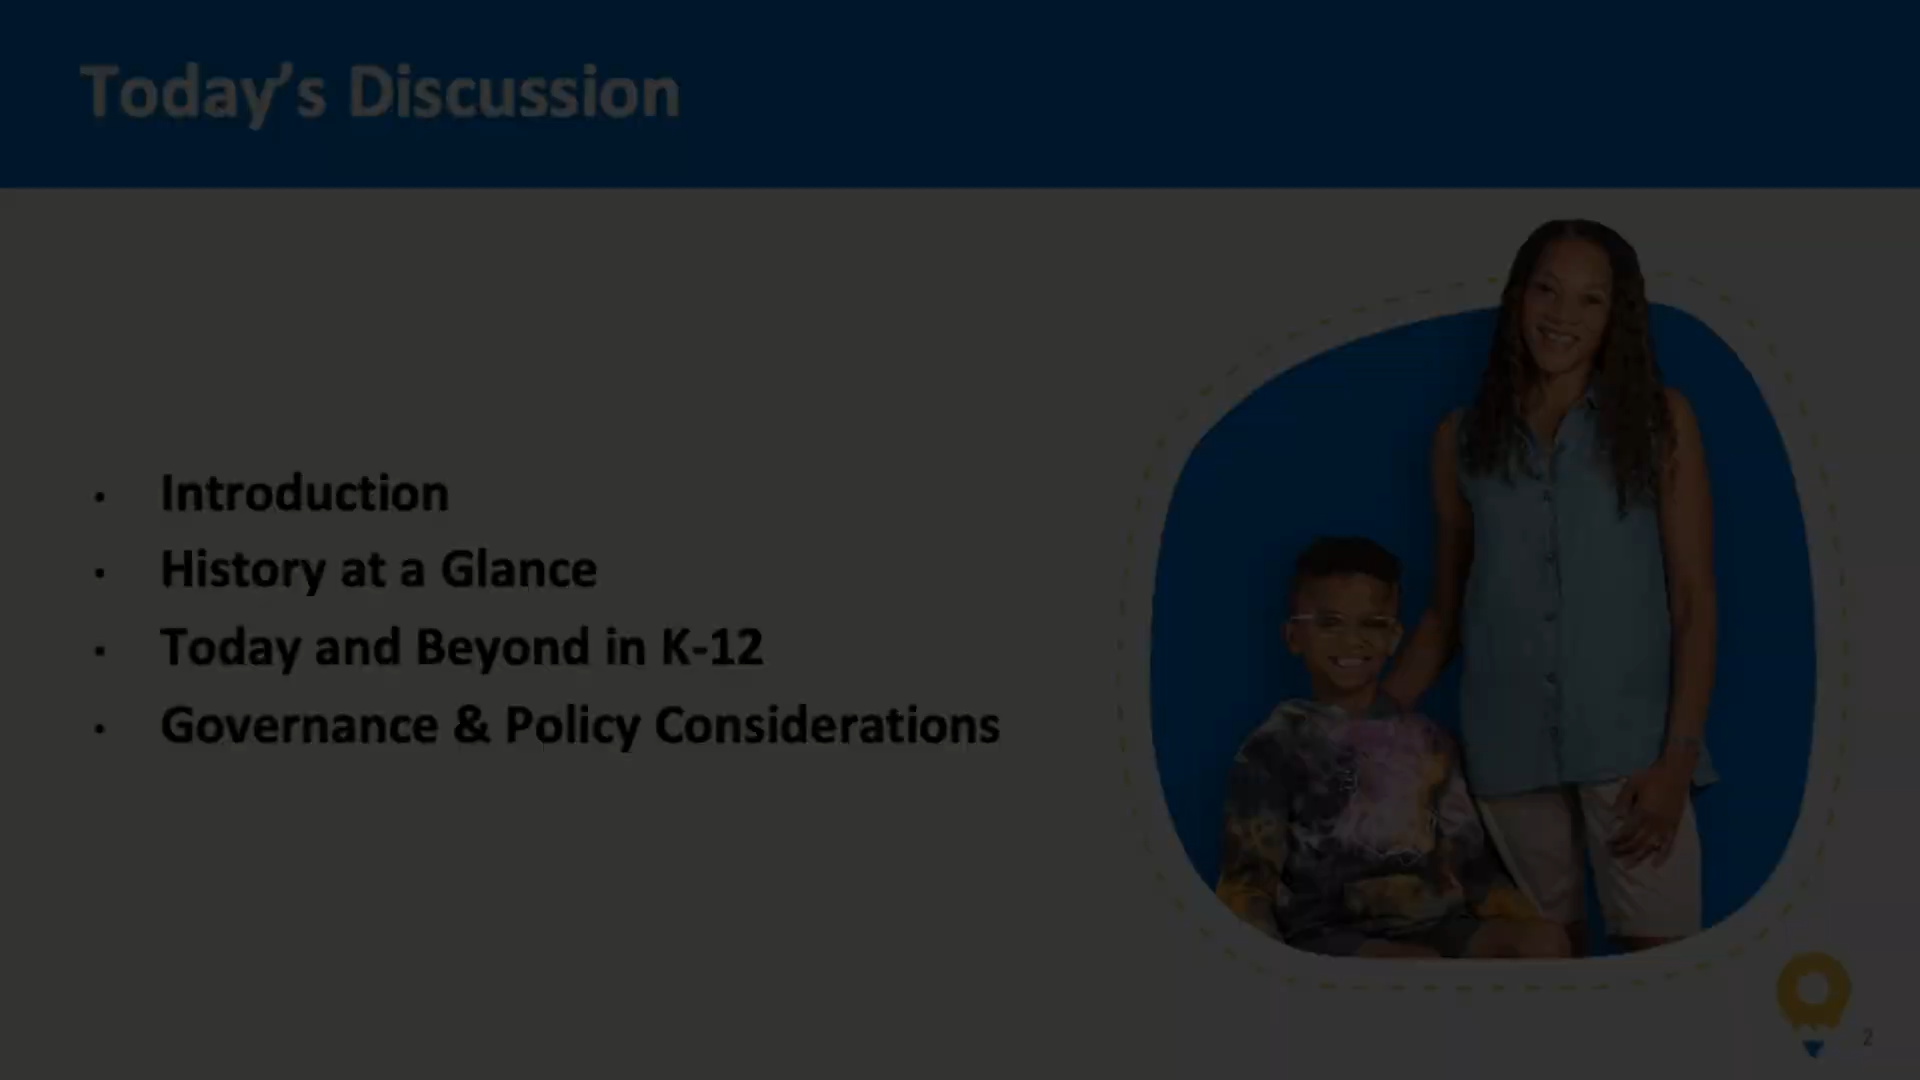 Today’s Discussion
• Introduction
• History at a Glance
• Today and Beyond in K-12
• Governance & Policy Considerations
2